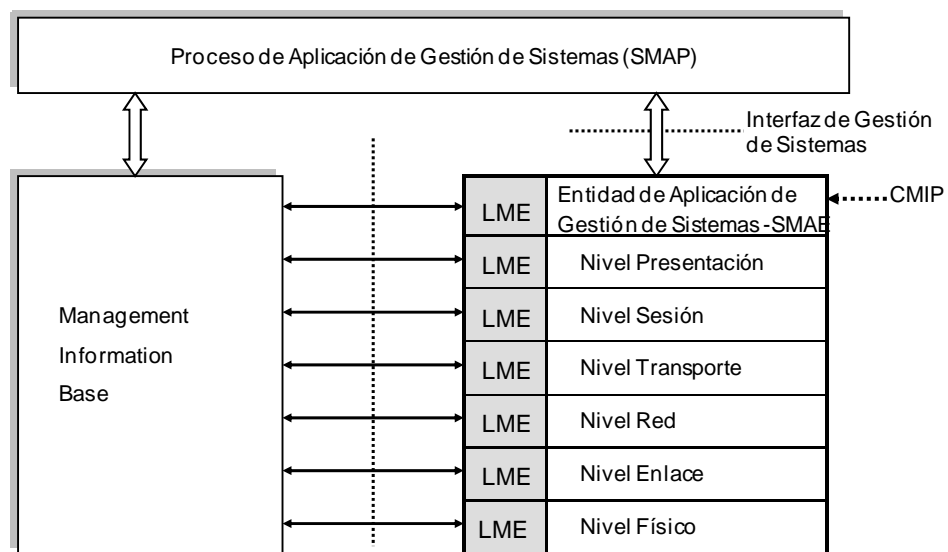 Proceso de Aplicación de Gestión de Sistemas (SMAP)
Interfaz de Gestión
de Sistemas
LME
Entidad de Aplicación de
Gestión de Sistemas - SMAE
CMIP
LME
Nivel Presentación
LME
Nivel Sesión
Management
Information
Base
LME
Nivel Transporte
LME
Nivel Red
LME
Nivel Enlace
LME
Nivel Físico